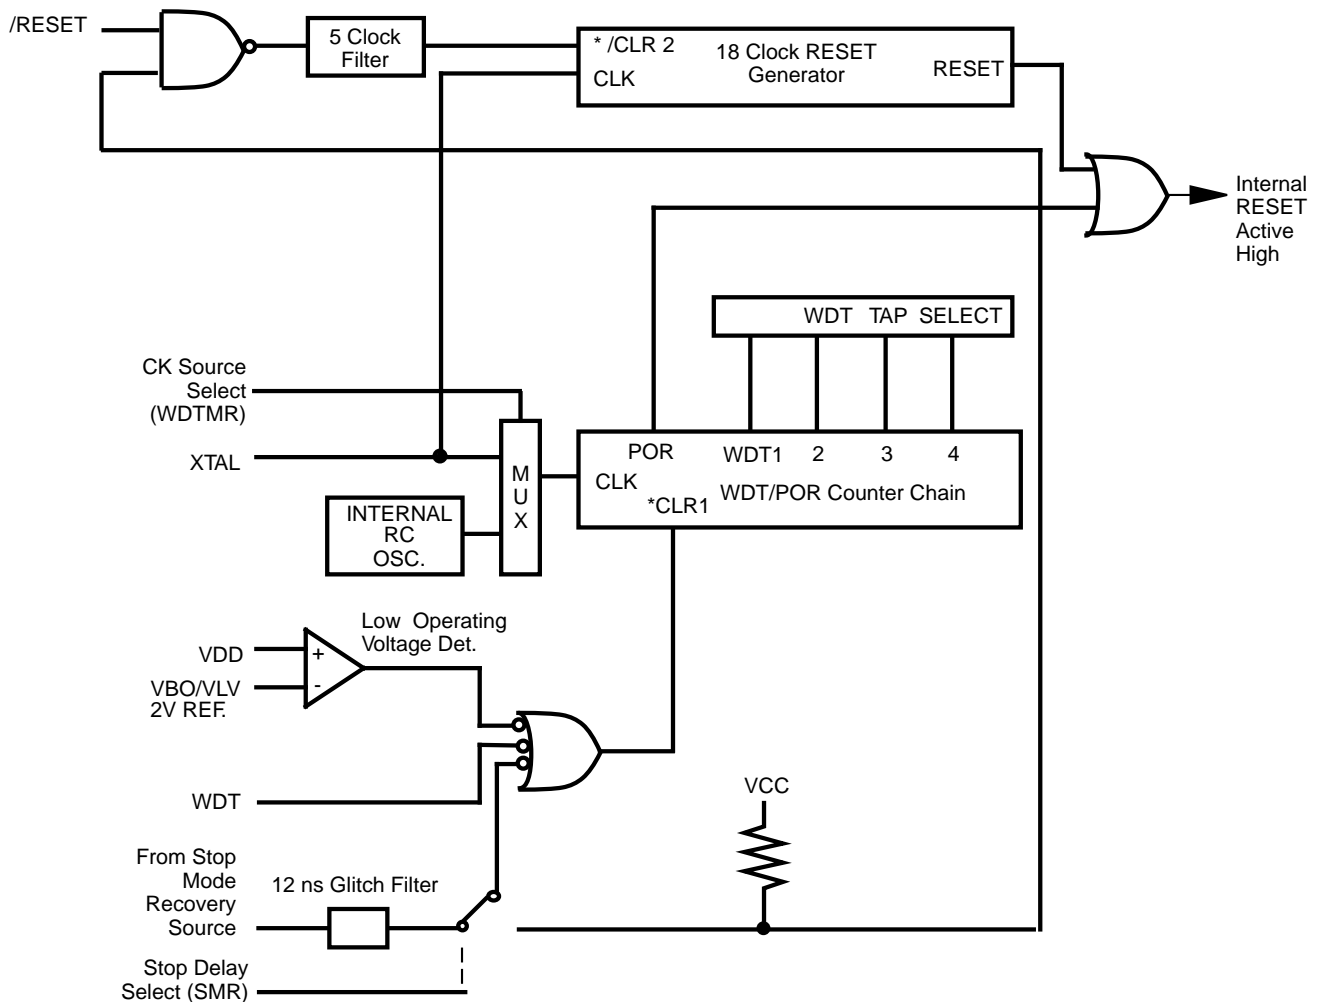 /RESET
5 Clock
Filter
* /CLR 2
CLK
18 Clock RESET
Generator
RESET
Internal
RESET
Active
High
WDT TAP SELECT
CK Source
Select
(WDTMR)
XTAL
M
U
X
INTERNAL
RC
OSC.
POR
WDT1
2
3
4
CLK
*CLR1
WDT/POR Counter Chain
Low Operating
Voltage Det.
VDD
+
VBO/VLV
-
2V REF.
WDT
VCC
From Stop
Mode
Recovery
Source
12 ns Glitch Filter
Stop Delay
Select (SMR)